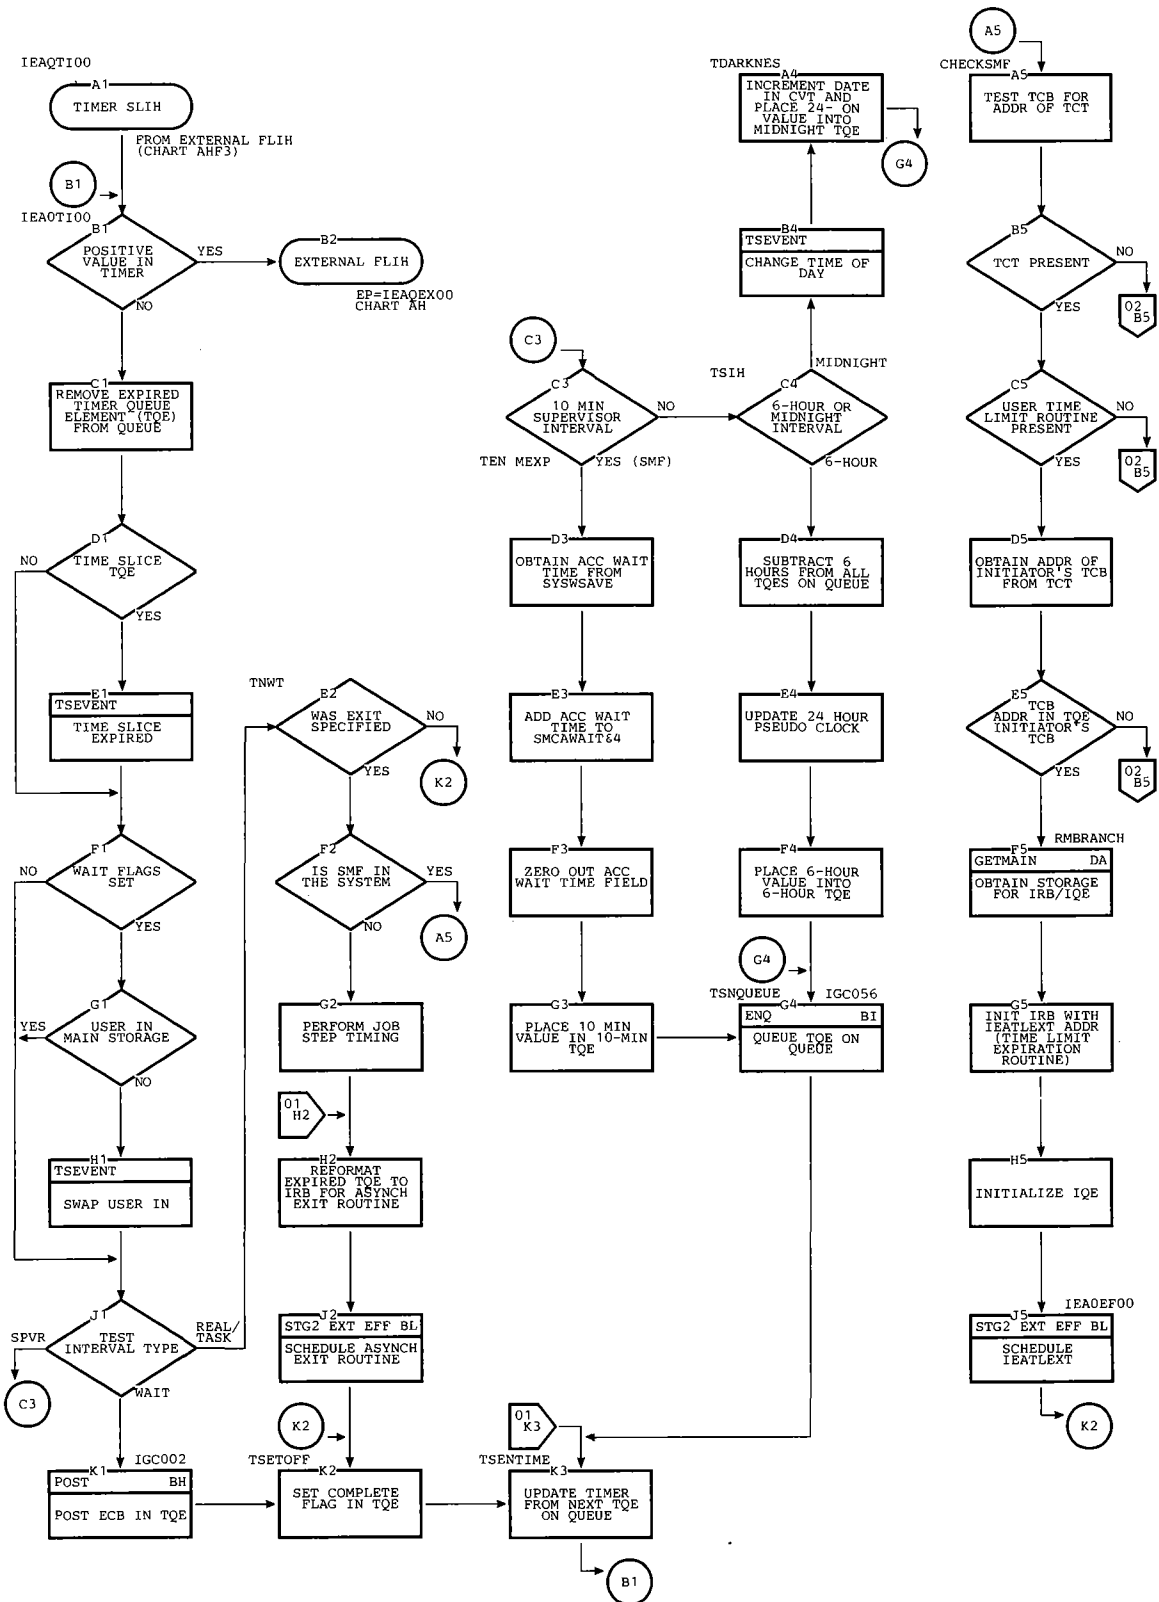 IEAQTI00
A1
TIMER SLIH
FROM EXTERNAL FLIH
(CHART AHF3)
B1
IEAOTI00
B1
POSITIVE
VALUE IN
TIMER
YES
NO
B2
EXTERNAL FLIH
EP=IEAQEX00
CHART AH
C1
REMOVE EXPIRED
TIMER QUEUE
ELEMENT (TQE)
FROM QUEUE
D1
TIME SLICE
TQE
NO
YES
E1
TSEVENT
TIME SLICE
EXPIRED
F1
WAIT FLAGS
SET
NO
YES
G1
USER IN
MAIN STORAGE
YES
NO
H1
TSEVENT
SWAP USER IN
J1
TEST
INTERVAL TYPE
SPVR
REAL/
TASK
WAIT
C3
IGC002
K1
POST BH
POST ECB IN TQE
TNWT
E2
WAS EXIT
SPECIFIED
NO
YES
K2
F2
IS SMF IN
THE SYSTEM
YES
NO
A5
G2
PERFORM JOB
STEP TIMING
01
H2
H2
REFORMAT
EXPIRED TQE TO
IRB FOR ASYNCH
EXIT ROUTINE
J2
STG2 EXT EFF BL
SCHEDULE ASYNCH
EXIT ROUTINE
K2
TSETOFF
K2
SET COMPLETE
FLAG IN TQE
C3
C3
10 MIN
SUPERVISOR
INTERVAL
NO
TEN MEXP
YES (SMF)
D3
OBTAIN ACC WAIT
TIME FROM
SYSWSAVE
E3
ADD ACC WAIT
TIME TO
SMCAWAIT&4
F3
ZERO OUT ACC
WAIT TIME FIELD
G3
PLACE 10 MIN
VALUE IN 10-MIN
TQE
01
K3
TSENTIME
K3
UPDATE TIMER
FROM NEXT TQE
ON QUEUE
B1
TDARKNES
A4
INCREMENT DATE
IN CVT AND
PLACE 24- ON
VALUE INTO
MIDNIGHT TQE
G4
B4
TSEVENT
CHANGE TIME OF
DAY
MIDNIGHT
TSIH
C4
6-HOUR OR
MIDNIGHT
INTERVAL
6-HOUR
D4
SUBTRACT 6
HOURS FROM ALL
TQES ON QUEUE
E4
UPDATE 24 HOUR
PSEUDO CLOCK
F4
PLACE 6-HOUR
VALUE INTO
6-HOUR TQE
G4
TSNQUEUE
IGC056
G4
ENQ BI
QUEUE TQE ON
QUEUE
A5
CHECKSMF
A5
TEST TCB FOR
ADDR OF TCT
B5
TCT PRESENT
NO
YES
02
B5
C5
USER TIME
LIMIT ROUTINE
PRESENT
NO
YES
02
B5
D5
OBTAIN ADDR OF
INITIATOR'S TCB
FROM TCT
E5
TCB
ADDR IN TQE
INITIATOR'S
TCB
NO
YES
02
B5
RMBRANCH
F5
GETMAIN DA
OBTAIN STORAGE
FOR IRB/IQE
G5
INIT IRB WITH
IEATLEXT ADDR
(TIME LIMIT
EXPIRATION
ROUTINE)
H5
INITIALIZE IQE
IEA0EF00
J5
STG2 EXT EFF BL
SCHEDULE
IEATLEXT
K2